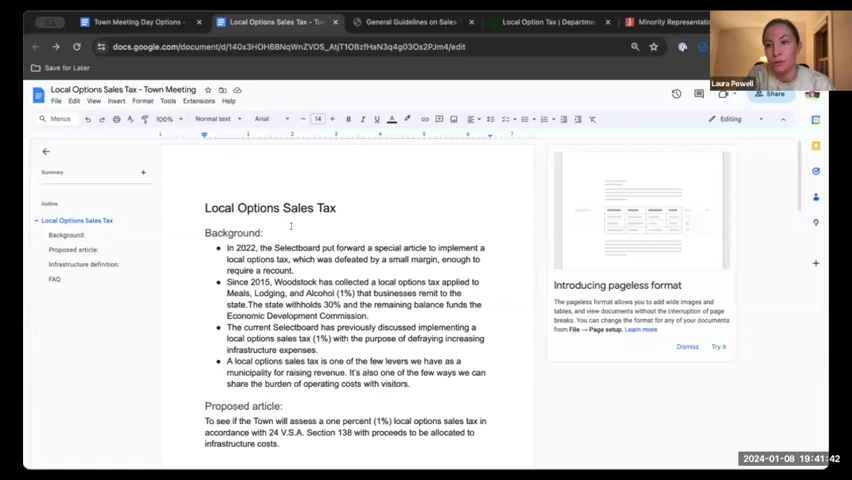 Town Meeting Day Options -
Local Options Sales Tax - To
General Guidelines on Sales
Local Option Tax | Departme
Minority Representa
docs.google.com/document/d/140x3HOH6BNqWnZVDS_AtjT1OBzfHaN3q4g03Os2PJm4/edit
Save for Later
Laura Powell
Local Options Sales Tax - Town Meeting
File Edit View Insert Format Tools Extensions Help
Share
Menus
100%
Normal text
Arial
14
Editing
1
1 2 3 4 5 6 7
Summary
Outline
Local Options Sales Tax
Background:
Proposed article:
Infrastructure definition:
FAQ
Local Options Sales Tax
Background:
In 2022, the Selectboard put forward a special article to implement a
local options tax, which was defeated by a small margin, enough to
require a recount.
Since 2015, Woodstock has collected a local options tax applied to
Meals, Lodging, and Alcohol (1%) that businesses remit to the
state.The state withholds 30% and the remaining balance funds the
Economic Development Commission.
The current Selectboard has previously discussed implementing a
local options sales tax (1%) with the purpose of defraying increasing
infrastructure expenses.
A local options sales tax is one of the few levers we have as a
municipality for raising revenue. It's also one of the few ways we can
share the burden of operating costs with visitors.
Proposed article:
To see if the Town will assess a one percent (1%) local options sales tax in
accordance with 24 V.S.A. Section 138 with proceeds to be allocated to
infrastructure costs.
Introducing pageless format
The pageless format allows you to add wide images and
tables, and view documents without the interruption of page
breaks. You can change the format for any of your documents
from File → Page setup. Learn more
Dismiss Try it
2024-01-08 19:41:42